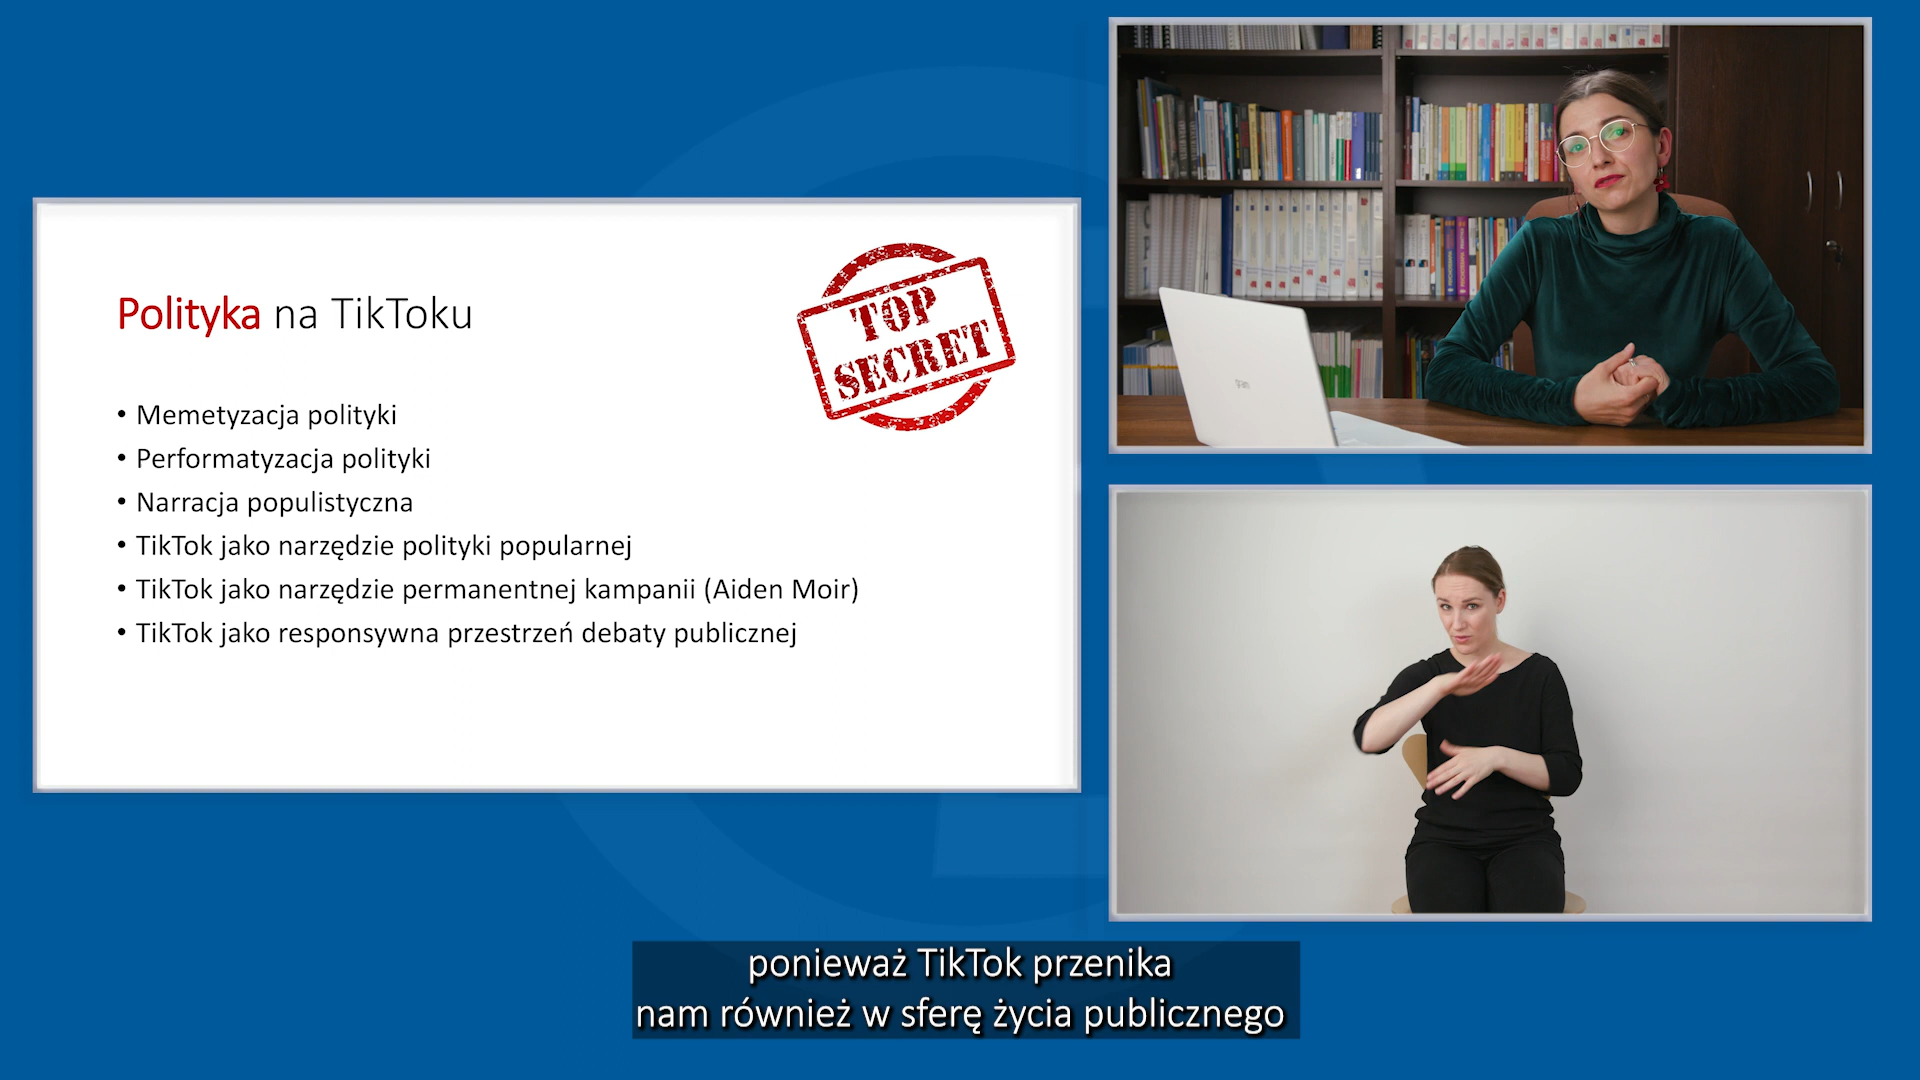 Polityka na TikToku
TOP
SECRET
• Memetyzacja polityki
• Performatyzacja polityki
• Narracja populistyczna
• TikTok jako narzędzie polityki popularnej
• TikTok jako narzędzie permanentnej kampanii (Aiden Moir)
• TikTok jako responsywna przestrzeń debaty publicznej
gram
ponieważ TikTok przenika
nam również w sferę życia publicznego